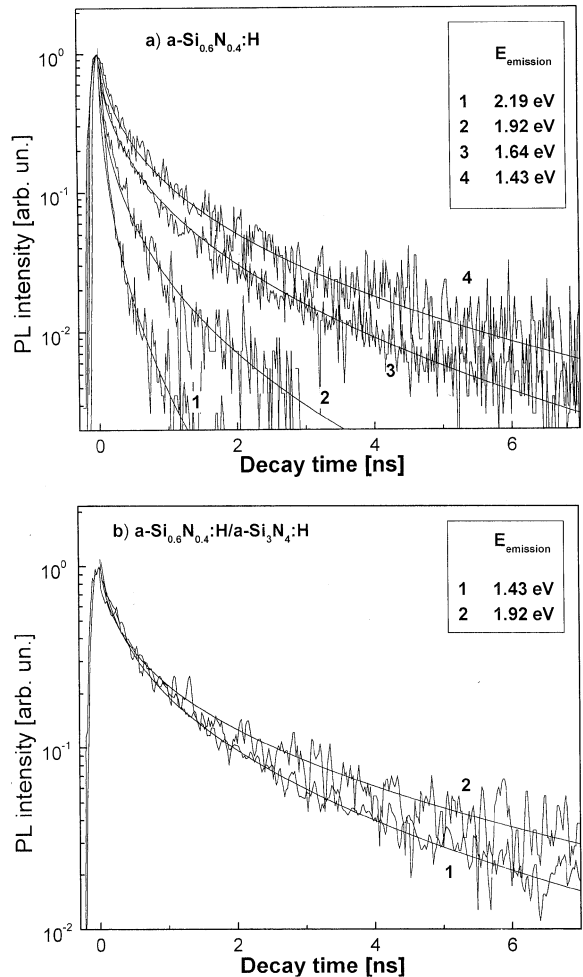 a) a-Si0.6N0.4:H
Eemission
1 2.19 eV
2 1.92 eV
3 1.64 eV
4 1.43 eV
10^0
10^-1
10^-2
PL intensity [arb. un.]
4
3
2
1
0 2 4 6
Decay time [ns]
b) a-Si0.6N0.4:H/a-Si3N4:H
Eemission
1 1.43 eV
2 1.92 eV
10^0
10^-1
10^-2
PL intensity [arb. un.]
2
1
0 2 4 6
Decay time [ns]